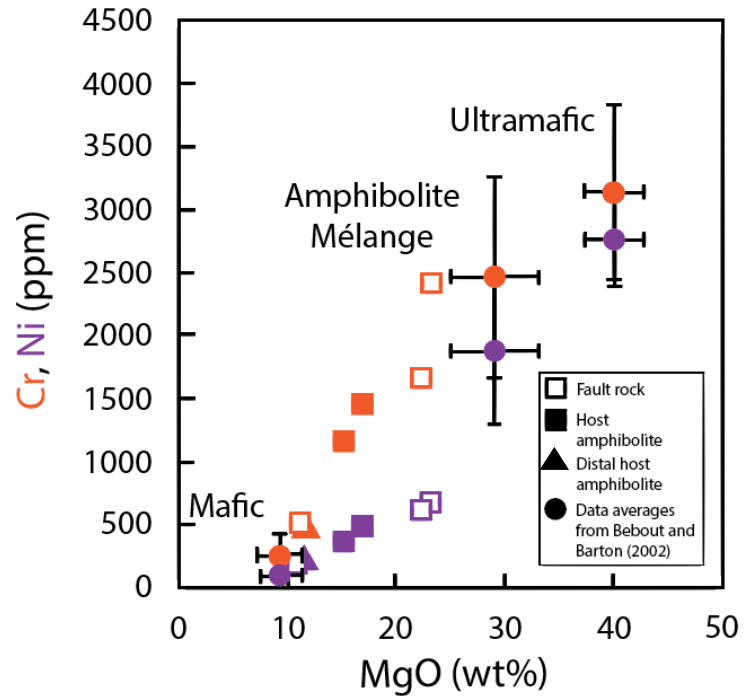 4500
4000
3500
3000
2500
2000
1500
1000
500
0
Cr, Ni (ppm)
Ultramafic
Amphibolite
Mélange
Mafic
Fault rock
Host
amphibolite
Distal host
amphibolite
Data averages
from Bebout and
Barton (2002)
0 10 20 30 40 50
MgO (wt%)